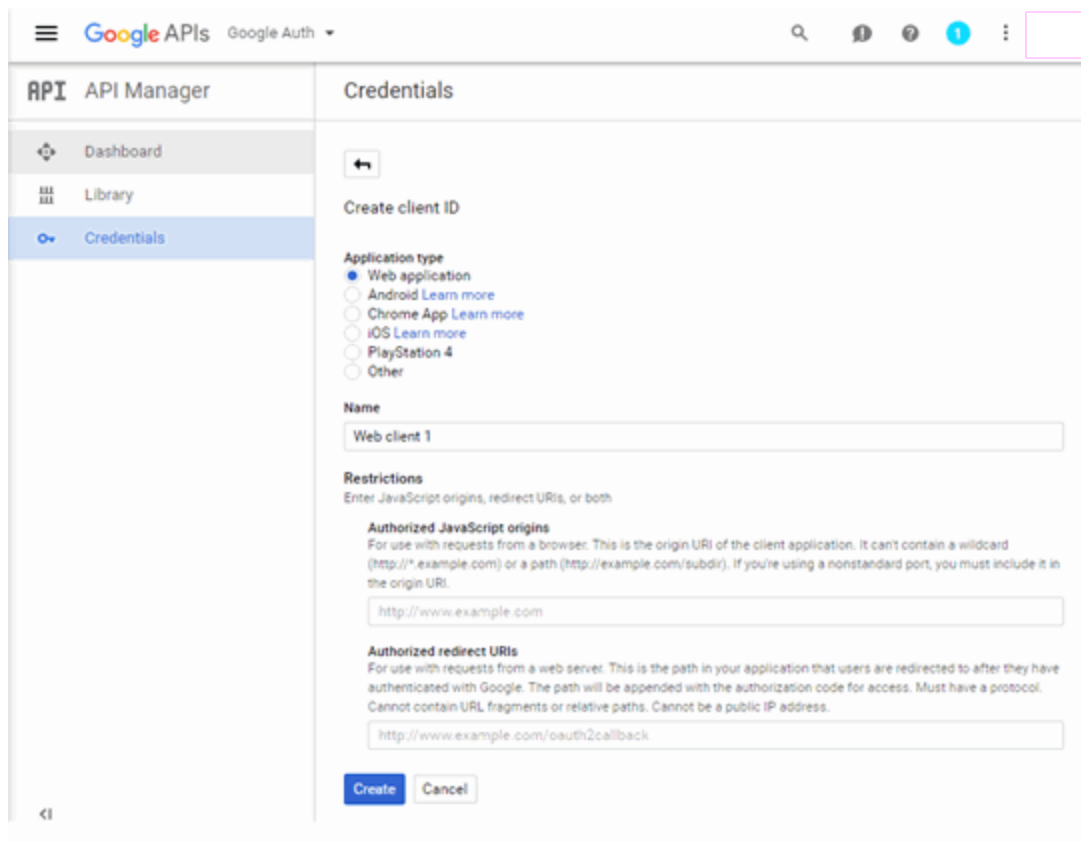 Google APIs Google Auth
1
API API Manager
Credentials
Dashboard
Library
Credentials
Create client ID
Application type
Web application
Android Learn more
Chrome App Learn more
iOS Learn more
PlayStation 4
Other
Name
Web client 1
Restrictions
Enter JavaScript origins, redirect URIs, or both
Authorized JavaScript origins
For use with requests from a browser. This is the origin URI of the client application. It can't contain a wildcard
(http://*.example.com) or a path (http://example.com/subdir). If you're using a nonstandard port, you must include it in
the origin URI.
http://www.example.com
Authorized redirect URIs
For use with requests from a web server. This is the path in your application that users are redirected to after they have
authenticated with Google. The path will be appended with the authorization code for access. Must have a protocol.
Cannot contain URL fragments or relative paths. Cannot be a public IP address.
http://www.example.com/oauth2callback
Create Cancel